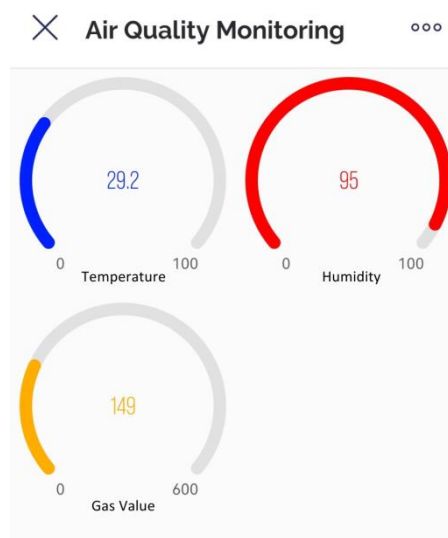 Air Quality Monitoring
29.2
95
0 100
0 100
Temperature
Humidity
149
0 600
Gas Value